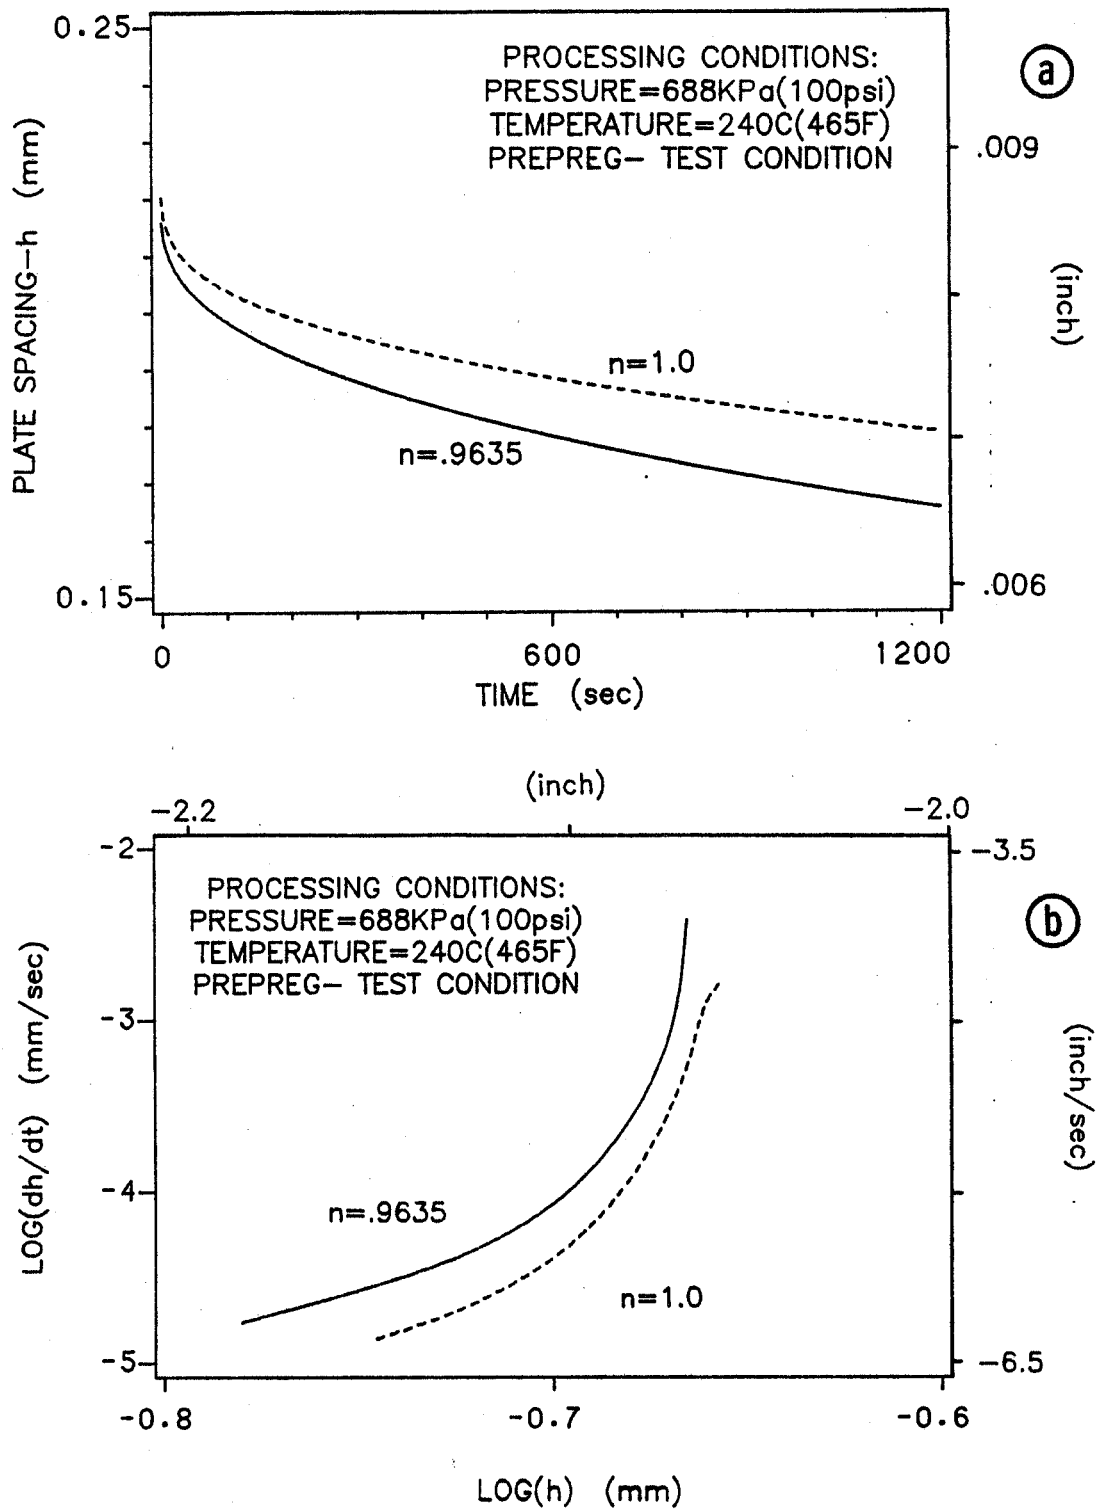 0.25
PROCESSING CONDITIONS:
PRESSURE=688KPa(100psi)
TEMPERATURE=240C(465F)
PREPREG- TEST CONDITION
a
.009
PLATE SPACING-h (mm)
(inch)
n=1.0
n=.9635
0.15
.006
0
600
1200
TIME (sec)
(inch)
-2.2
-2.0
-2
-3.5
PROCESSING CONDITIONS:
PRESSURE=688KPa(100psi)
TEMPERATURE=240C(465F)
PREPREG- TEST CONDITION
b
LOG(dh/dt) (mm/sec)
-3
(inch/sec)
-4
n=.9635
n=1.0
-5
-6.5
-0.8
-0.7
-0.6
LOG(h) (mm)